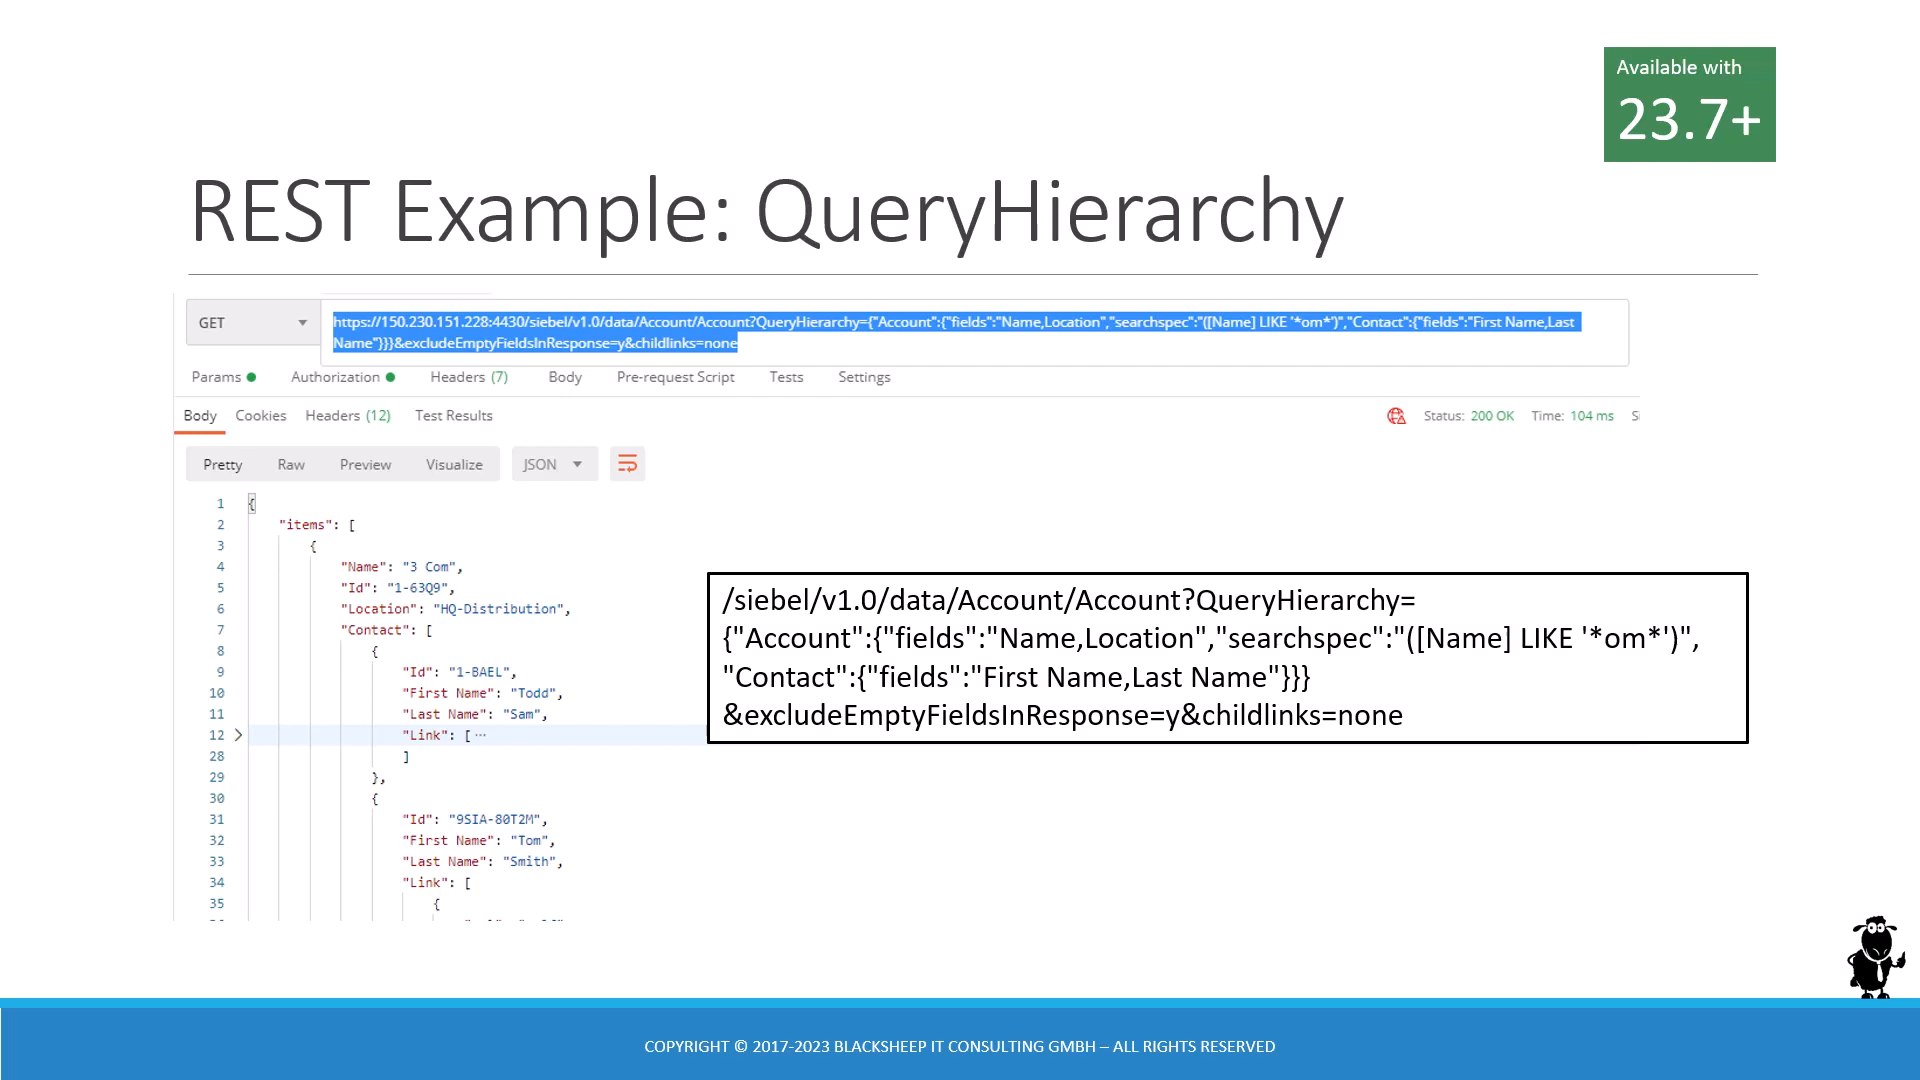 Available with
23.7+
REST Example: QueryHierarchy
GET
https://150.230.151.228:4430/siebel/v1.0/data/Account/Account?QueryHierarchy={"Account":{"fields":"Name,Location","searchspec":"([Name] LIKE '*om*')","Contact":{"fields":"First Name,Last
Name"}}}&excludeEmptyFieldsInResponse=y&childlinks=none
Params Authorization Headers (7) Body Pre-request Script Tests Settings
Body Cookies Headers (12) Test Results Status: 200 OK Time: 104 ms
Pretty Raw Preview Visualize JSON
1 {
2 "items": [
3 {
4 "Name": "3 Com",
5 "Id": "1-63Q9",
6 "Location": "HQ-Distribution",
7 "Contact": [
8 {
9 "Id": "1-BAEL",
10 "First Name": "Todd",
11 "Last Name": "Sam",
12 "Link": [ ...
28 ]
29 },
30 {
31 "Id": "9SIA-80T2M",
32 "First Name": "Tom",
33 "Last Name": "Smith",
34 "Link": [
35 {
/siebel/v1.0/data/Account/Account?QueryHierarchy=
{"Account":{"fields":"Name,Location","searchspec":"([Name] LIKE '*om*')",
"Contact":{"fields":"First Name,Last Name"}}}
&excludeEmptyFieldsInResponse=y&childlinks=none
COPYRIGHT © 2017-2023 BLACKSHEEP IT CONSULTING GMBH – ALL RIGHTS RESERVED